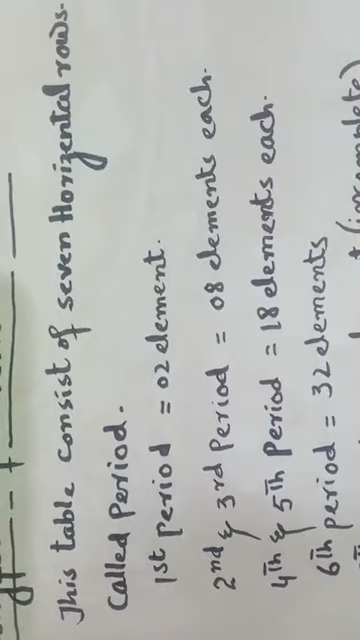 This table consist of seven Horizental rows.
Called Period.
1st period = 02 element.
2nd & 3rd Period = 08 elements each.
4th & 5th Period = 18 elements each.
6th period = 32 elements
(incomplete)